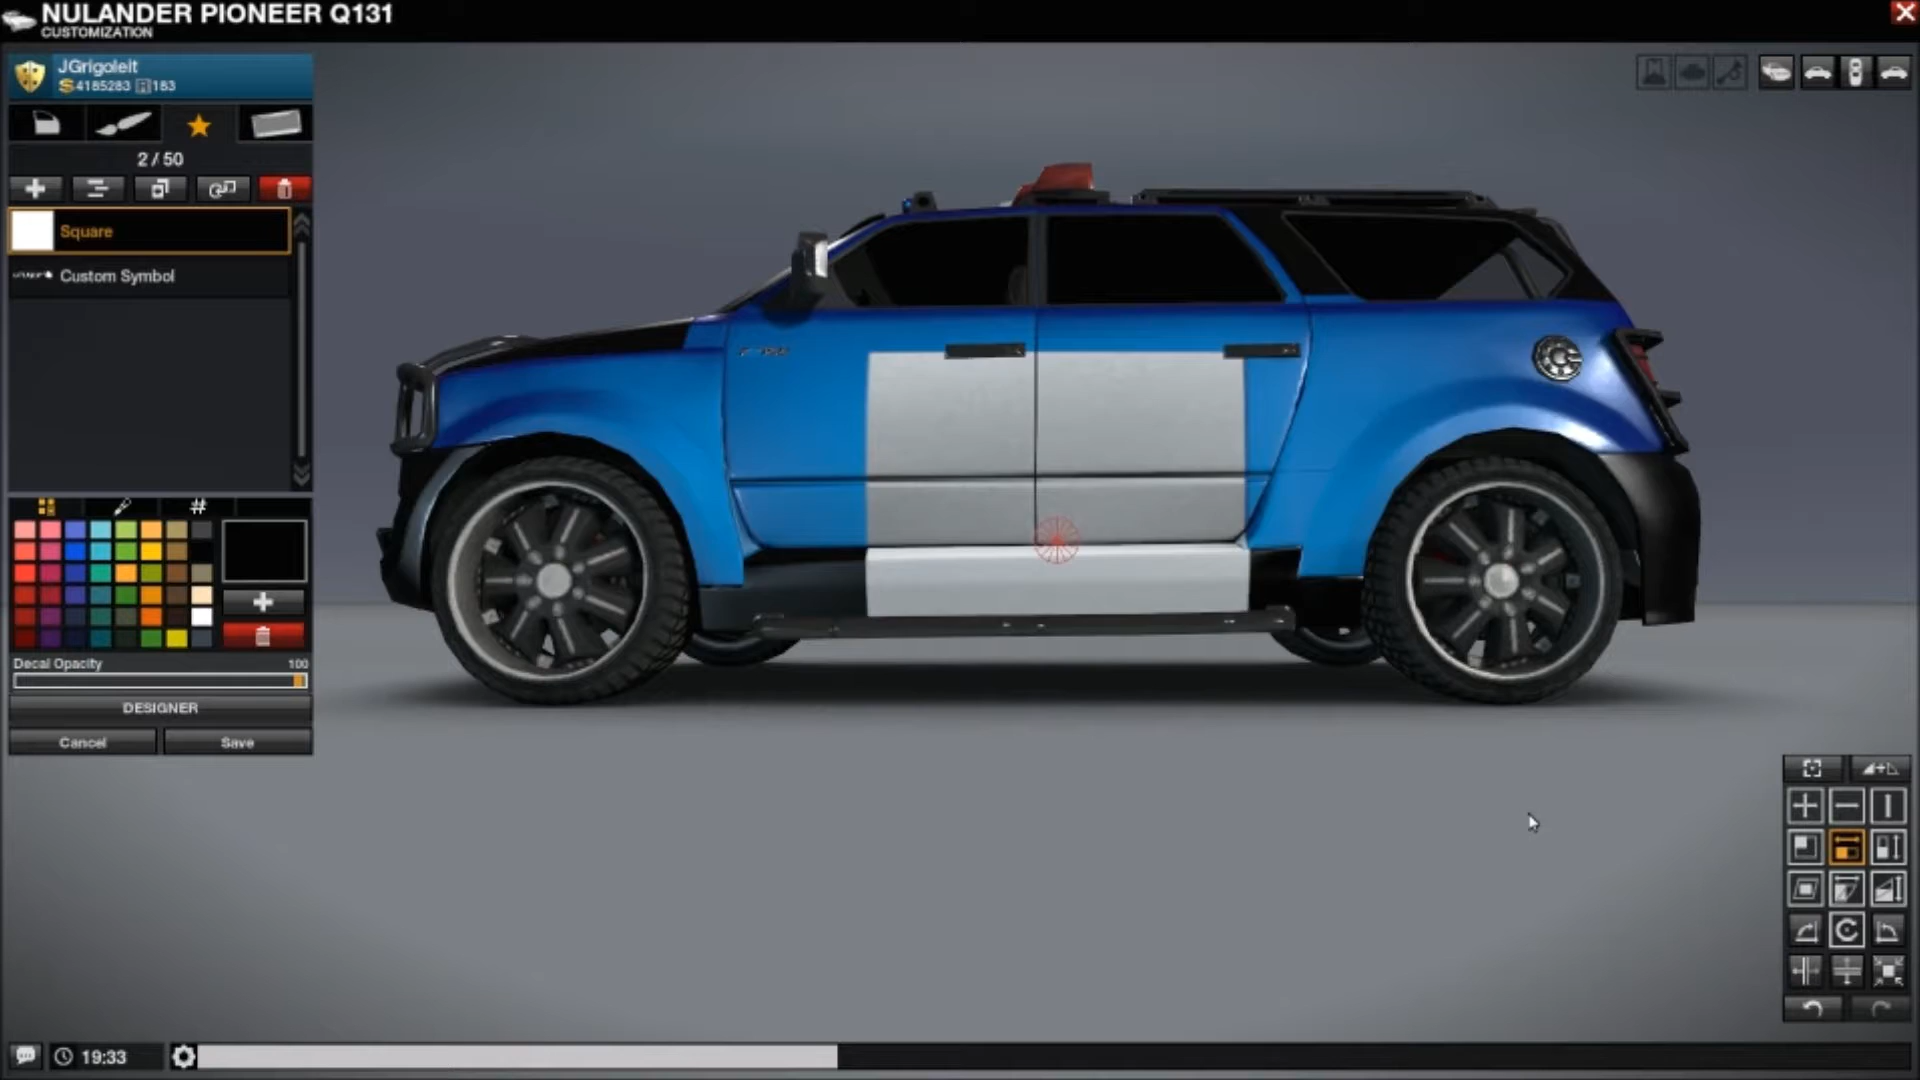 NULANDER PIONEER Q131
CUSTOMIZATION
JGrigoleit
$4185283 R183
2 / 50
Square
Custom Symbol
#
Decal Opacity 100
DESIGNER
Cancel Save
19:33